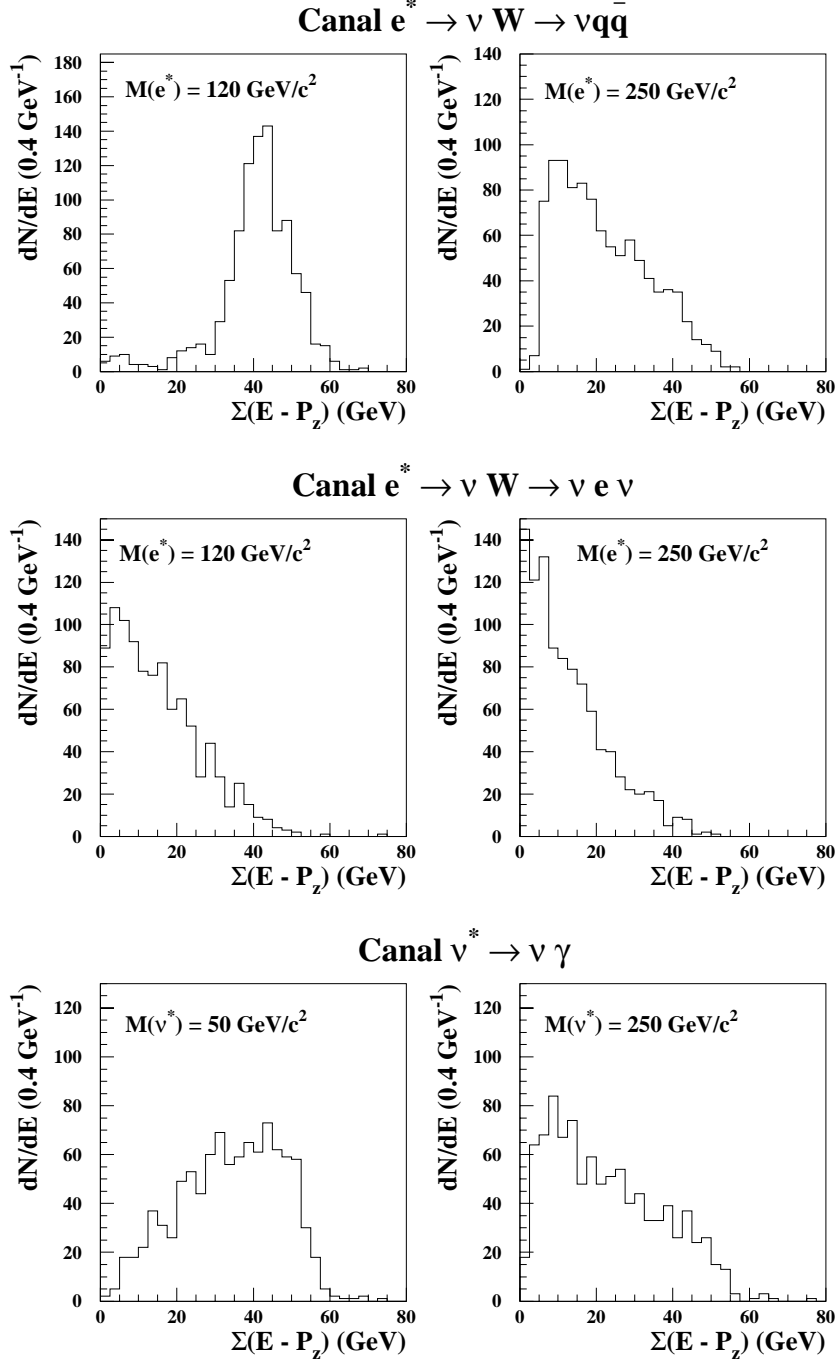 Canal e* → ν W → νqq̄
dN/dE (0.4 GeV⁻¹)
M(e*) = 120 GeV/c²
180
160
140
120
100
80
60
40
20
0
0 20 40 60 80
Σ(E - P_z) (GeV)
dN/dE (0.4 GeV⁻¹)
M(e*) = 250 GeV/c²
140
120
100
80
60
40
20
0
0 20 40 60 80
Σ(E - P_z) (GeV)
Canal e* → ν W → ν e ν
dN/dE (0.4 GeV⁻¹)
M(e*) = 120 GeV/c²
140
120
100
80
60
40
20
0
0 20 40 60 80
Σ(E - P_z) (GeV)
dN/dE (0.4 GeV⁻¹)
M(e*) = 250 GeV/c²
140
120
100
80
60
40
20
0
0 20 40 60 80
Σ(E - P_z) (GeV)
Canal ν* → ν γ
dN/dE (0.4 GeV⁻¹)
M(ν*) = 50 GeV/c²
120
100
80
60
40
20
0
0 20 40 60 80
Σ(E - P_z) (GeV)
dN/dE (0.4 GeV⁻¹)
M(ν*) = 250 GeV/c²
120
100
80
60
40
20
0
0 20 40 60 80
Σ(E - P_z) (GeV)